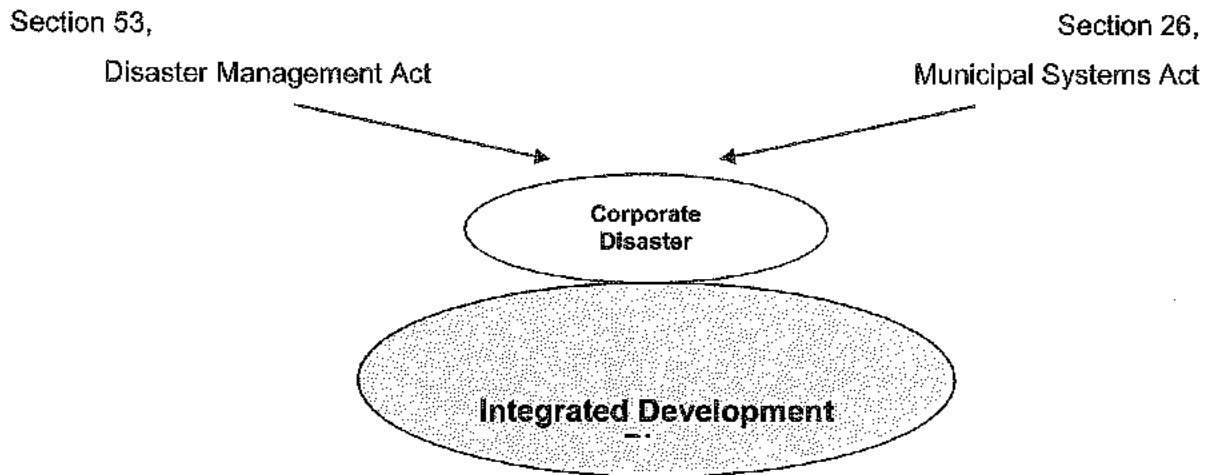 Section 53,
Disaster Management Act
Section 26,
Municipal Systems Act
Corporate
Disaster
Integrated Development